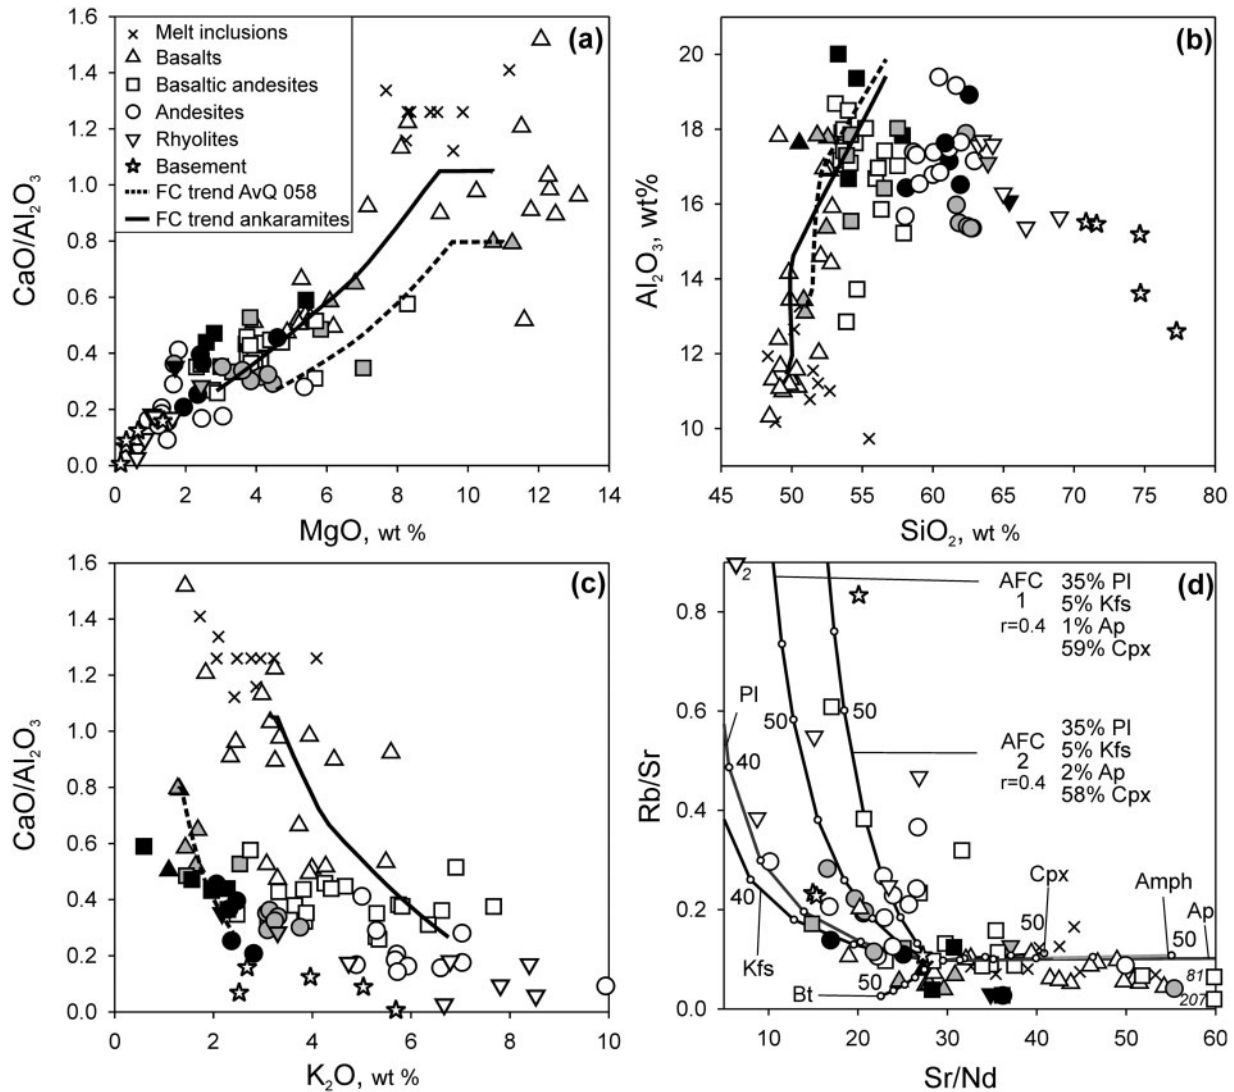 (a)
Melt inclusions
Basalts
Basaltic andesites
Andesites
Rhyolites
Basement
FC trend AvQ 058
FC trend ankaramites
CaO/Al₂O₃
1.6
1.4
1.2
1.0
0.8
0.6
0.4
0.2
0.0
0 2 4 6 8 10 12 14
MgO, wt %
(b)
Al₂O₃, wt%
20
18
16
14
12
10
45 50 55 60 65 70 75 80
SiO₂, wt %
(c)
CaO/Al₂O₃
1.6
1.4
1.2
1.0
0.8
0.6
0.4
0.2
0.0
0 2 4 6 8 10
K₂O, wt %
(d)
Rb/Sr
0.8
0.6
0.4
0.2
0.0
10 20 30 40 50 60
Sr/Nd
2
AFC 35% Pl
1 5% Kfs
r=0.4 1% Ap
59% Cpx
AFC 35% Pl
2 5% Kfs
r=0.4 2% Ap
58% Cpx
Pl
40
50
50
40
Kfs
Bt
50
Cpx
50
Amph
50
Ap
81
207